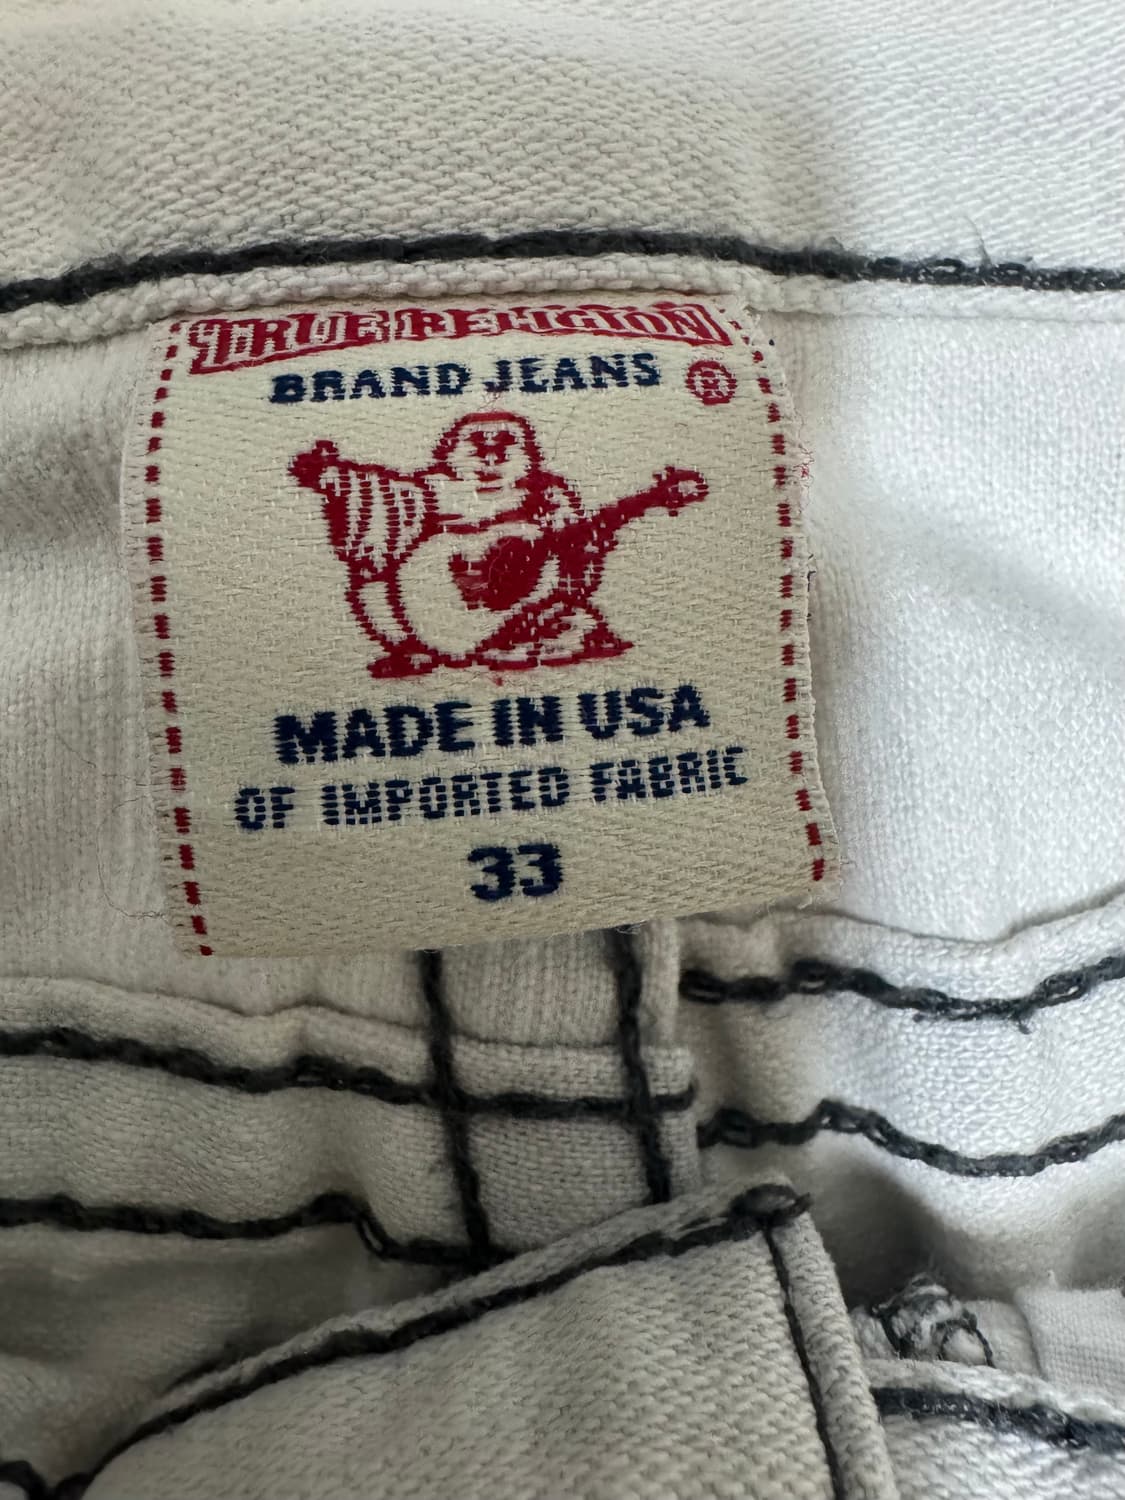 TRUE RELIGION
BRAND JEANS ®
MADE IN USA
OF IMPORTED FABRIC
33